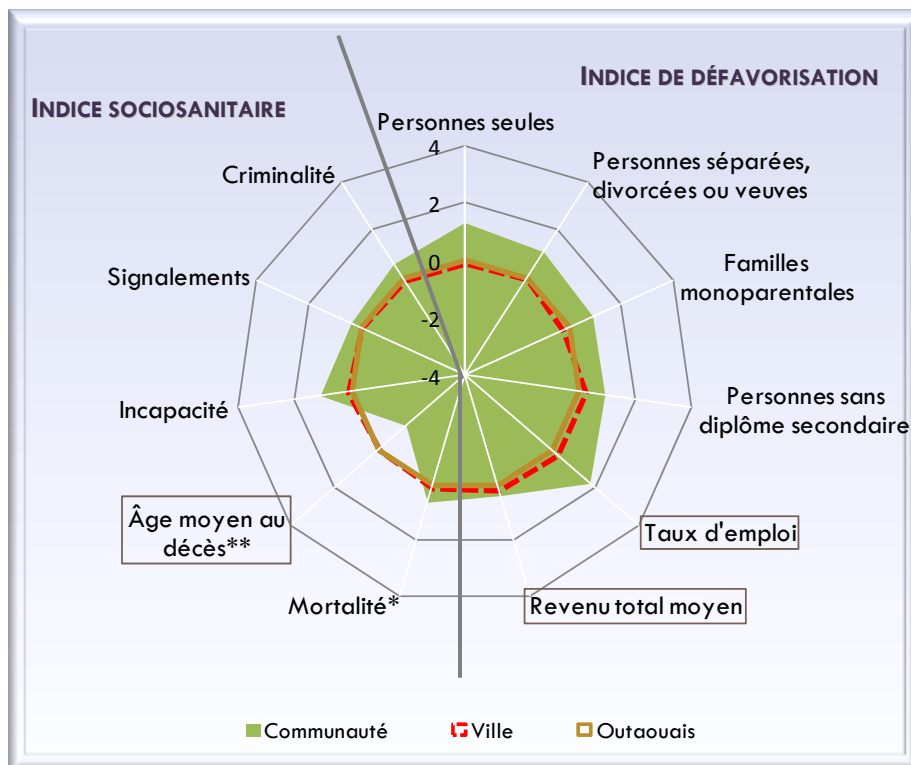 INDICE DE DÉFAVORISATION
INDICE SOCIOSANITAIRE
Personnes seules
4
Personnes séparées,
divorcées ou veuves
Criminalité
2
Signalements
Familles
monoparentales
0
-2
-4
Incapacité
Personnes sans
diplôme secondaire
Âge moyen au
décès**
Taux d'emploi
Mortalité*
Revenu total moyen
Communauté
Ville
Outaouais